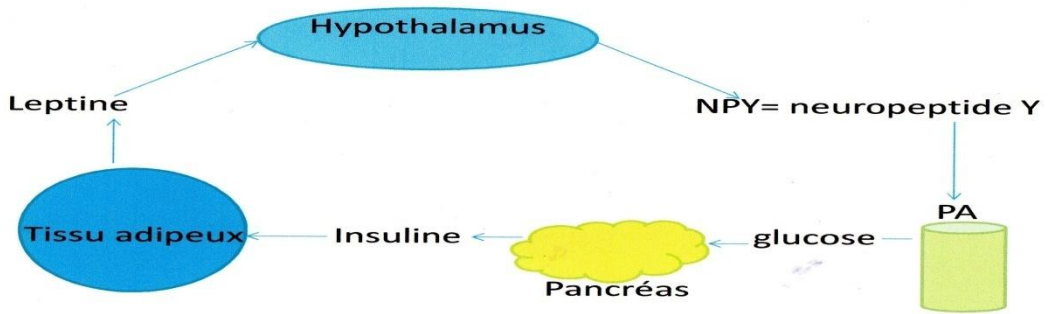 Hypothalamus
Leptine
NPY= neuropeptide Y
PA
Tissu adipeux
Insuline
glucose
Pancréas